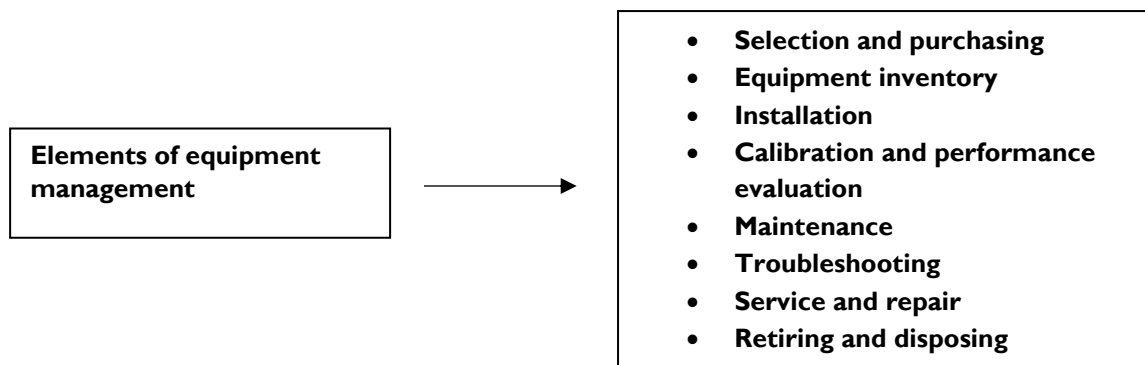 Elements of equipment
management
• Selection and purchasing
• Equipment inventory
• Installation
• Calibration and performance
evaluation
• Maintenance
• Troubleshooting
• Service and repair
• Retiring and disposing